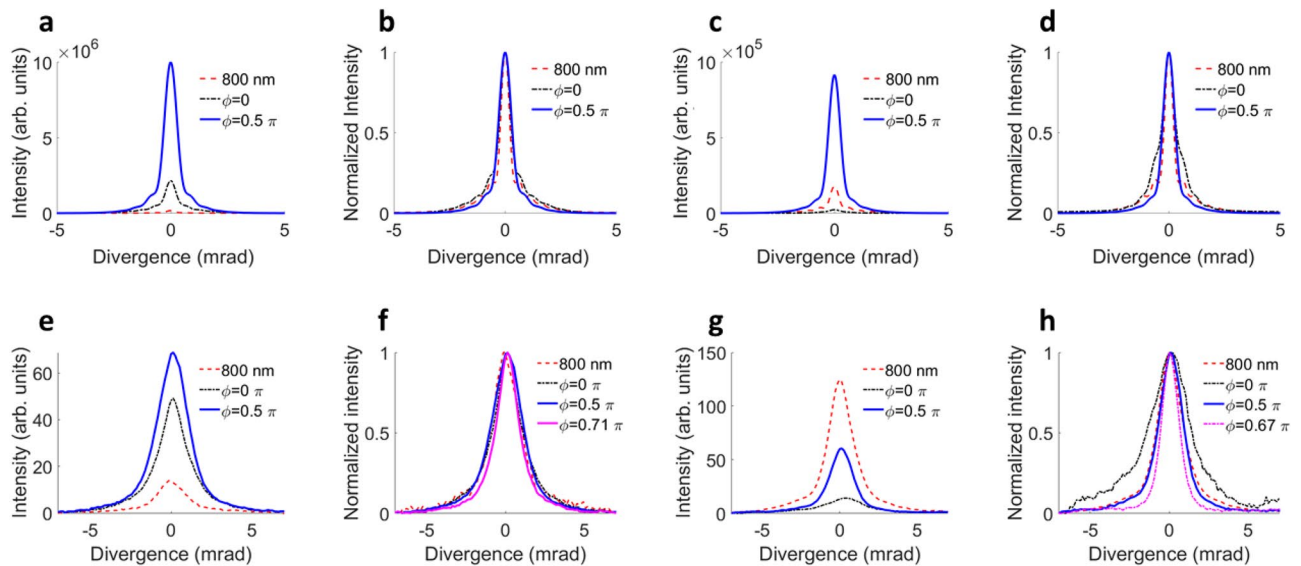 a
×10⁶
Intensity (arb. units)
10
5
0
-5
0
5
Divergence (mrad)
800 nm
ϕ=0
ϕ=0.5 π
b
Normalized Intensity
1
0.5
0
-5
0
5
Divergence (mrad)
800 nm
ϕ=0
ϕ=0.5 π
c
×10⁵
Intensity (arb. units)
10
5
0
-5
0
5
Divergence (mrad)
800 nm
ϕ=0
ϕ=0.5 π
d
Normalized Intensity
1
0.5
0
-5
0
5
Divergence (mrad)
800 nm
ϕ=0
ϕ=0.5 π
e
Intensity (arb. units)
60
40
20
0
-5
0
5
Divergence (mrad)
800 nm
ϕ=0 π
ϕ=0.5 π
f
Normalized intensity
1
0.5
0
-5
0
5
Divergence (mrad)
800 nm
ϕ=0 π
ϕ=0.5 π
ϕ=0.71 π
g
Intensity (arb. units)
150
100
50
0
-5
0
5
Divergence (mrad)
800 nm
ϕ=0 π
ϕ=0.5 π
h
Normalized intensity
1
0.5
0
-5
0
5
Divergence (mrad)
800 nm
ϕ=0 π
ϕ=0.5 π
ϕ=0.67 π